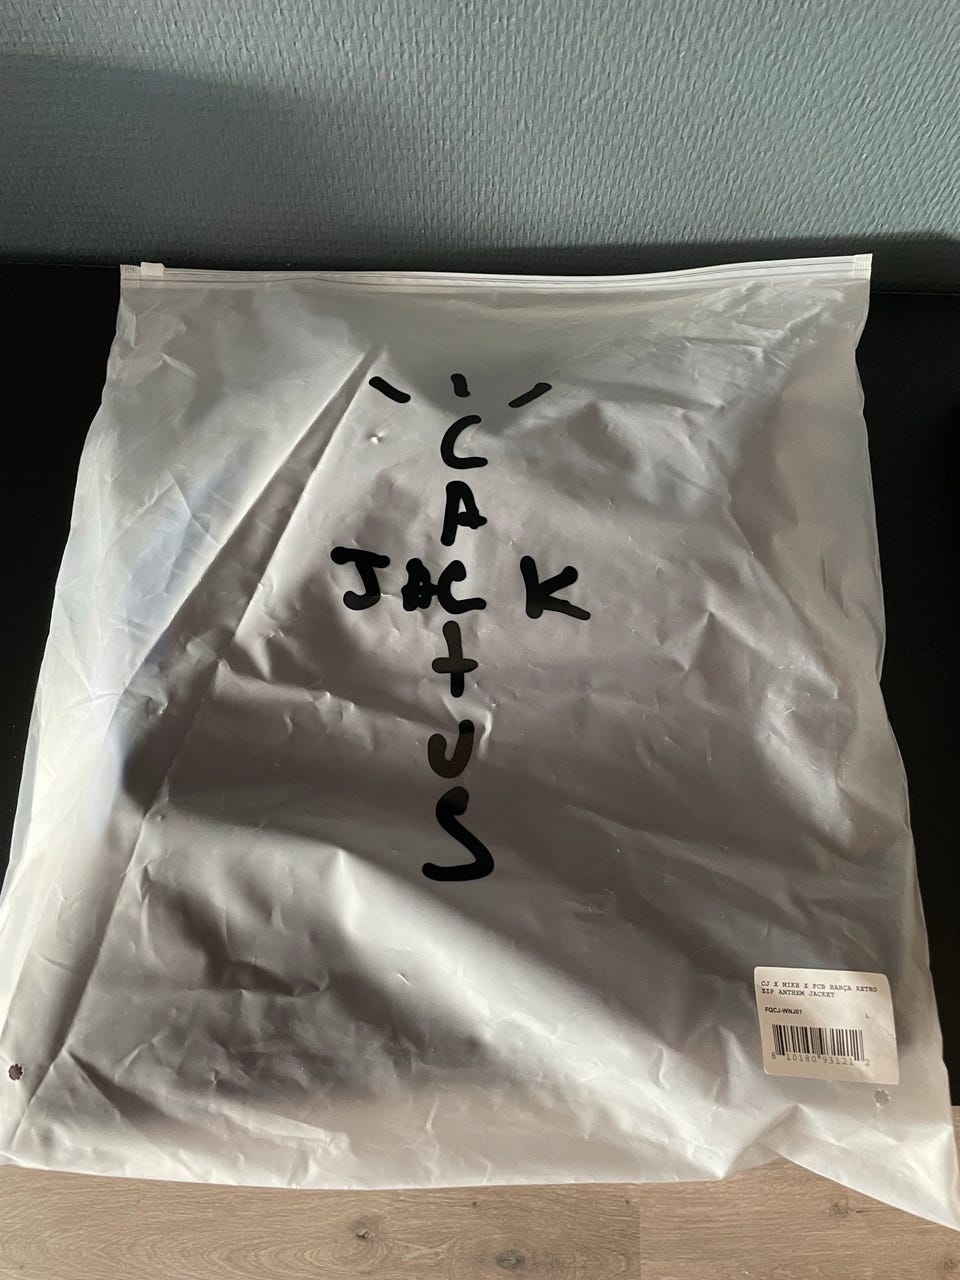 CACTUS
JACK
CJ X NIKE X FCB BARÇA RETRO
ZIP ANTHEM JACKET
FQCJ-WNJ01 L
8 10180 93121 2